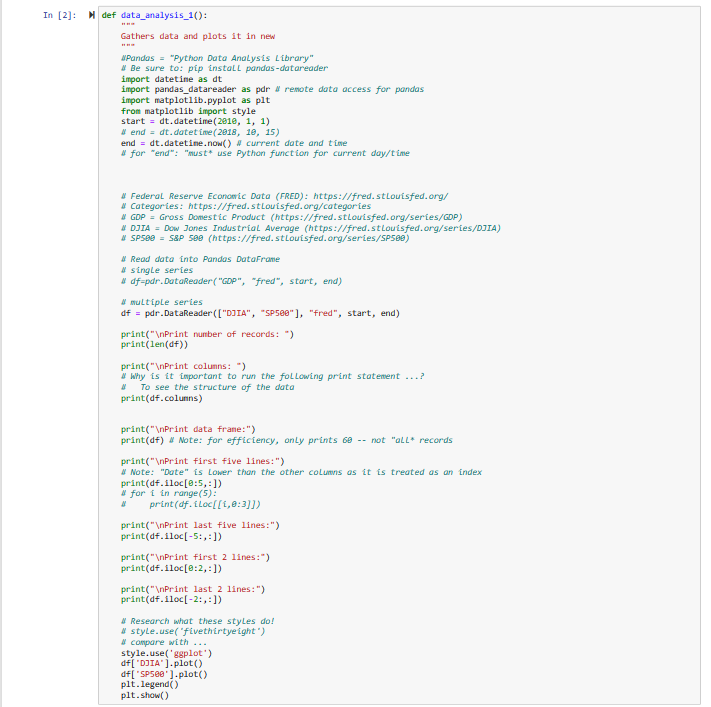 In [2]:
def data_analysis_1():
"""
Gathers data and plots it in new
"""
#Pandas = "Python Data Analysis Library"
# Be sure to: pip install pandas-datareader
import datetime as dt
import pandas_datareader as pdr # remote data access for pandas
import matplotlib.pyplot as plt
from matplotlib import style
start = dt.datetime(2010, 1, 1)
# end = dt.datetime(2018, 10, 15)
end = dt.datetime.now() # current date and time
# for "end": "must* use Python function for current day/time
# Federal Reserve Economic Data (FRED): https://fred.stlouisfed.org/
# Categories: https://fred.stlouisfed.org/categories
# GDP = Gross Domestic Product (https://fred.stlouisfed.org/series/GDP)
# DJIA = Dow Jones Industrial Average (https://fred.stlouisfed.org/series/DJIA)
# SP500 = S&P 500 (https://fred.stlouisfed.org/series/SP500)
# Read data into Pandas DataFrame
# single series
# df=pdr.DataReader("GDP", "fred", start, end)
# multiple series
df = pdr.DataReader(["DJIA", "SP500"], "fred", start, end)
print("\nPrint number of records: ")
print(len(df))
print("\nPrint columns: ")
# Why is it important to run the following print statement ...?
#   To see the structure of the data
print(df.columns)
print("\nPrint data frame:")
print(df) # Note: for efficiency, only prints 60 -- not "all* records
print("\nPrint first five lines:")
# Note: "Date" is lower than the other columns as it is treated as an index
print(df.iloc[0:5,:])
# for i in range(5):
#     print(df.iloc[[i,0:3]])
print("\nPrint last five lines:")
print(df.iloc[-5:,:])
print("\nPrint first 2 lines:")
print(df.iloc[0:2,:])
print("\nPrint last 2 lines:")
print(df.iloc[-2:,:])
# Research what these styles do!
# style.use('fivethirtyeight')
# compare with ...
style.use('ggplot')
df['DJIA'].plot()
df['SP500'].plot()
plt.legend()
plt.show()